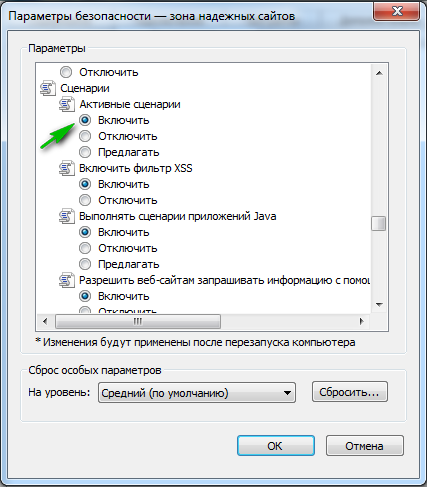 Параметры безопасности — зона надежных сайтов
Параметры
Отключить
Сценарии
Активные сценарии
Включить
Отключить
Предлагать
Включить фильтр XSS
Включить
Отключить
Выполнять сценарии приложений Java
Включить
Отключить
Предлагать
Разрешить веб-сайтам запрашивать информацию с помощ
Включить
Отключить
* Изменения будут применены после перезапуска компьютера
Сброс особых параметров
На уровень: Средний (по умолчанию) Сбросить...
ОК Отмена